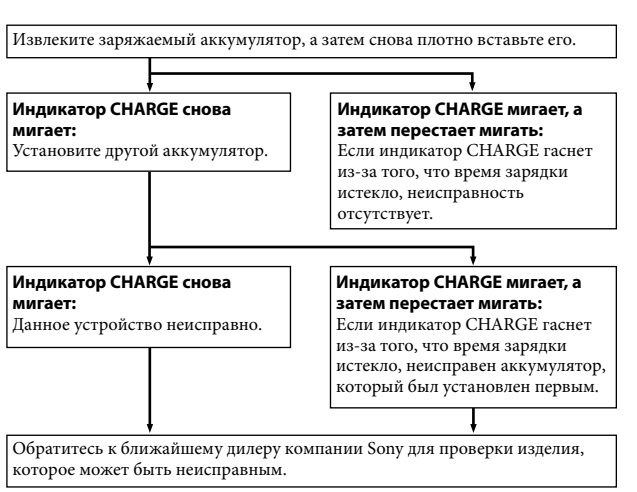 Извлеките заряжаемый аккумулятор, а затем снова плотно вставьте его.
Индикатор CHARGE снова
мигает:
Установите другой аккумулятор.
Индикатор CHARGE мигает, а
затем перестает мигать:
Если индикатор CHARGE гаснет
из-за того, что время зарядки
истекло, неисправность
отсутствует.
Индикатор CHARGE снова
мигает:
Данное устройство неисправно.
Индикатор CHARGE мигает, а
затем перестает мигать:
Если индикатор CHARGE гаснет
из-за того, что время зарядки
истекло, неисправен аккумулятор,
который был установлен первым.
Обратитесь к ближайшему дилеру компании Sony для проверки изделия,
которое может быть неисправным.